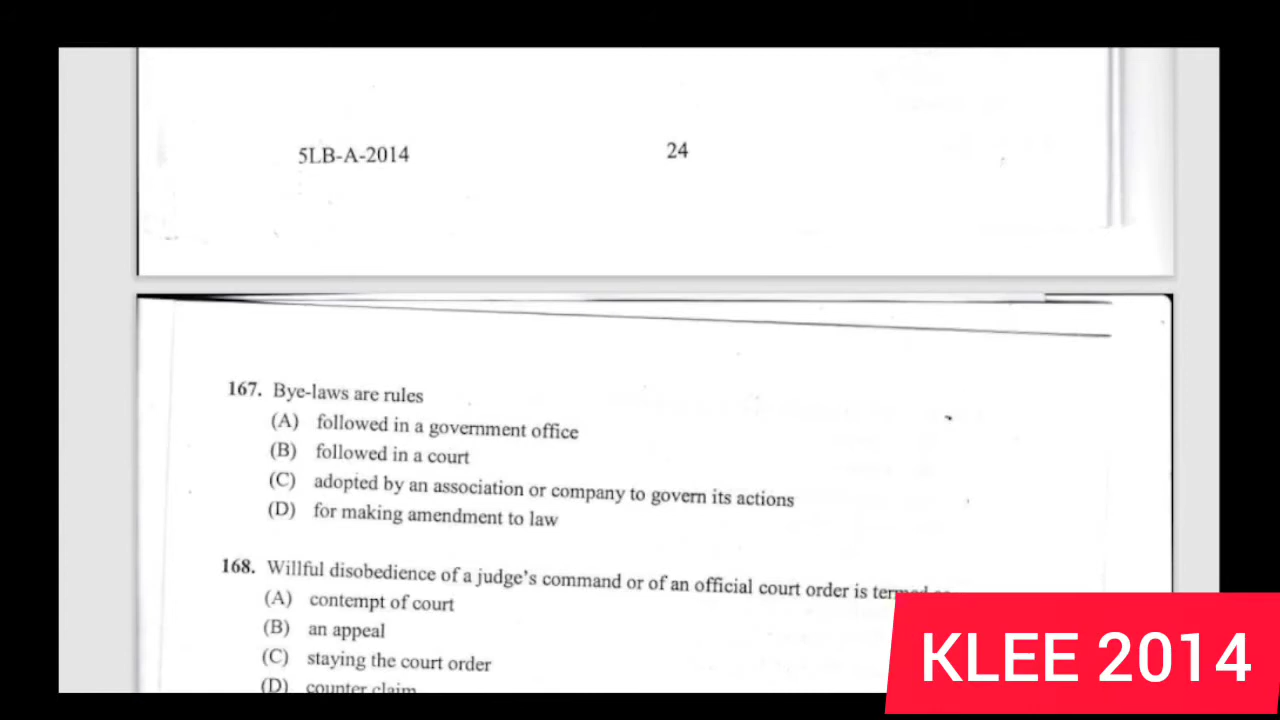 5LB-A-2014
24
167. Bye-laws are rules
(A) followed in a government office
(B) followed in a court
(C) adopted by an association or company to govern its actions
(D) for making amendment to law
168. Willful disobedience of a judge's command or of an official court order is
(A) contempt of court
(B) an appeal
(C) staying the court order
(D) counter claim
KLEE 2014